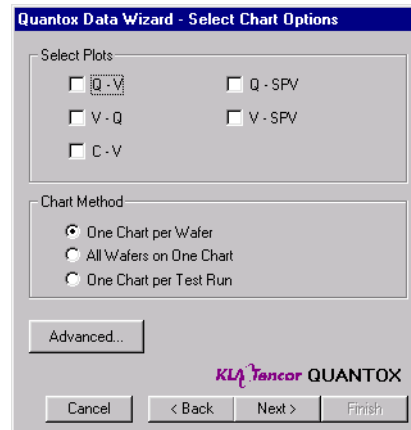 Quantox Data Wizard - Select Chart Options
Select Plots
Q - V
Q - SPV
V - Q
V - SPV
C - V
Chart Method
One Chart per Wafer
All Wafers on One Chart
One Chart per Test Run
Advanced...
KLA Tencor QUANTOX
Cancel
< Back
Next >
Finish